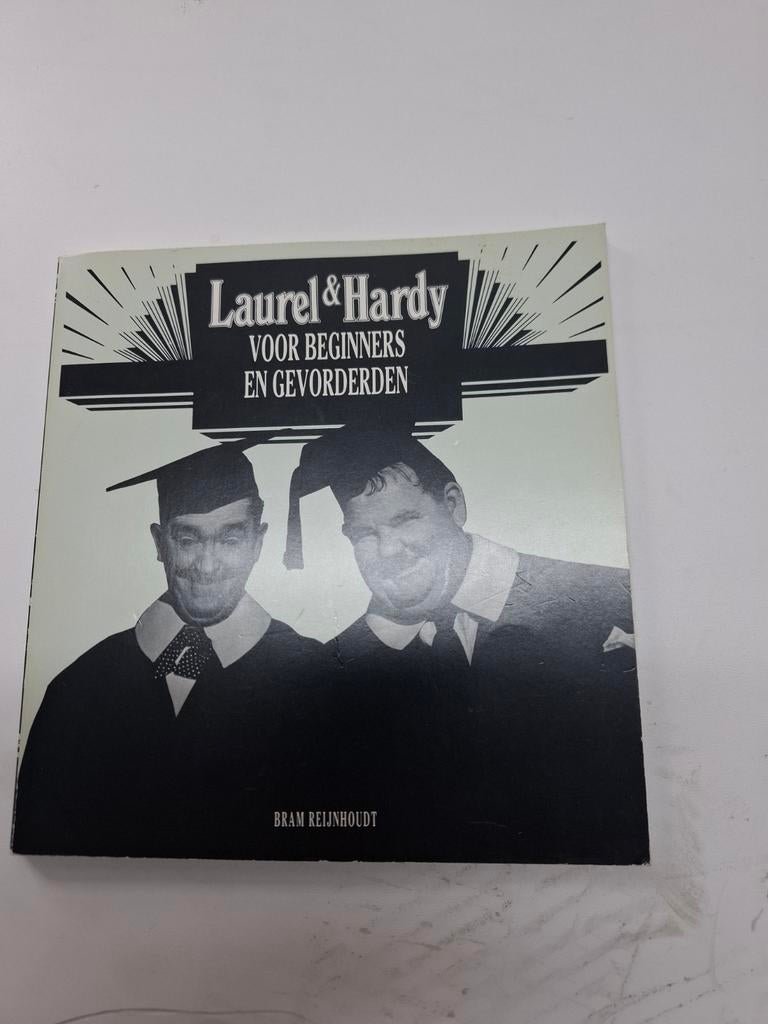 Laurel & Hardy
VOOR BEGINNERS
EN GEVORDERDEN
BRAM REIJNHOUDT